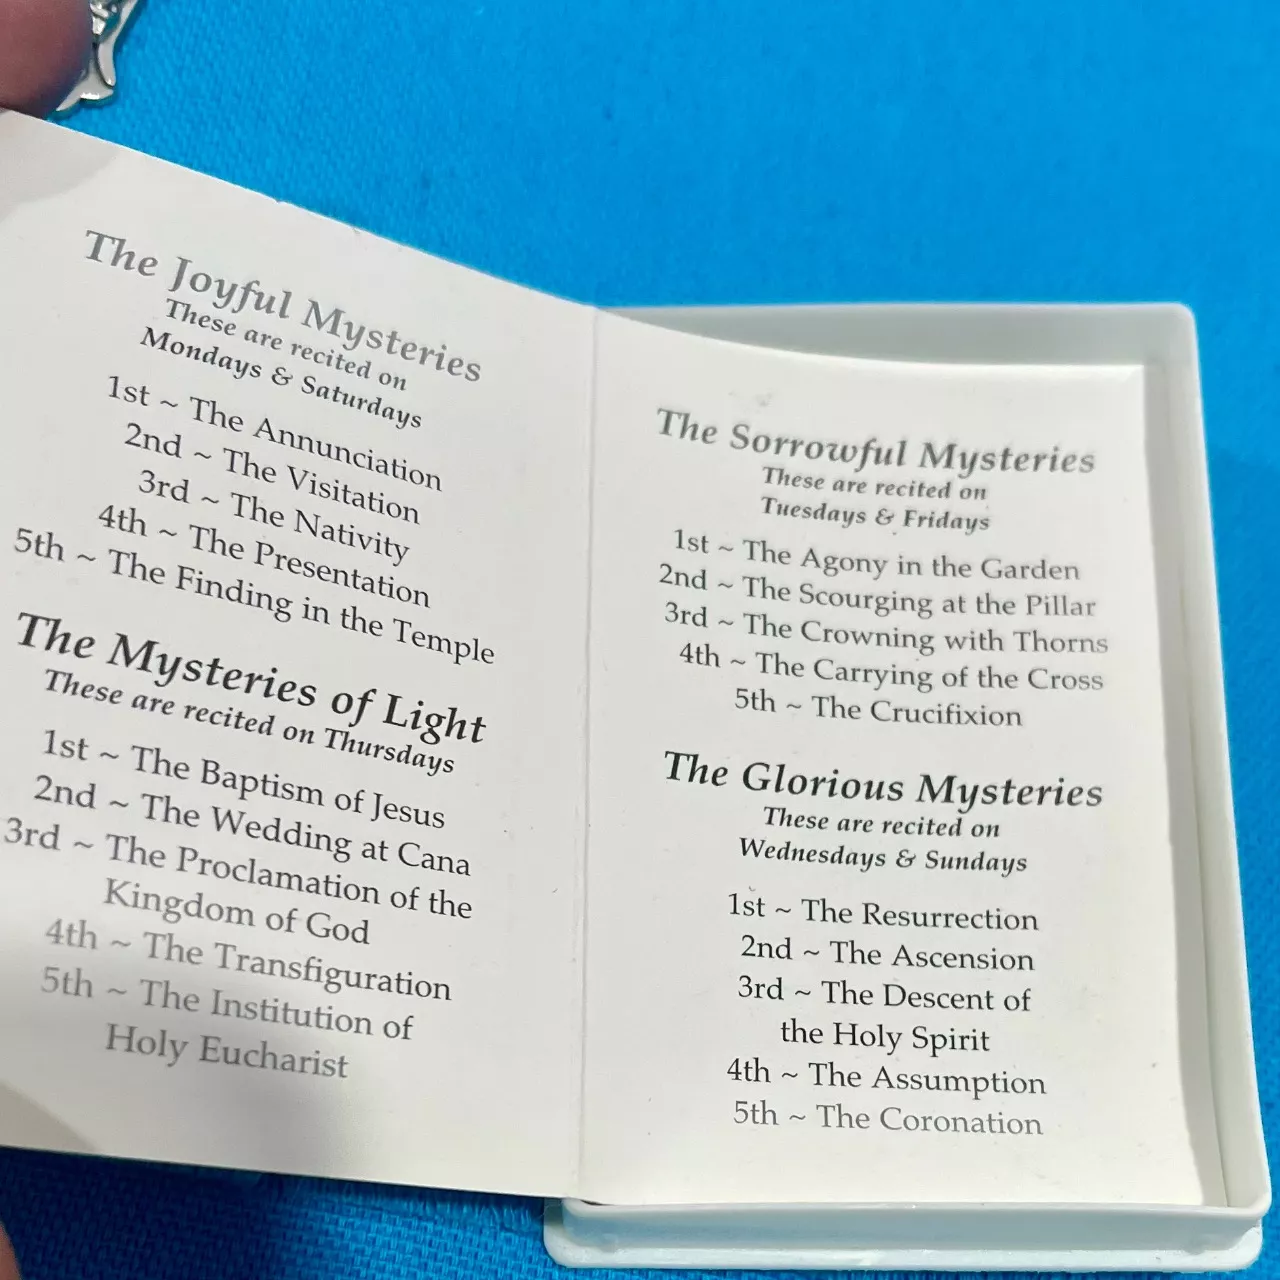 The Joyful Mysteries
These are recited on
Mondays & Saturdays
1st ~ The Annunciation
2nd ~ The Visitation
3rd ~ The Nativity
4th ~ The Presentation
5th ~ The Finding in the Temple
The Mysteries of Light
These are recited on Thursdays
1st ~ The Baptism of Jesus
2nd ~ The Wedding at Cana
3rd ~ The Proclamation of the
Kingdom of God
4th ~ The Transfiguration
5th ~ The Institution of
Holy Eucharist
The Sorrowful Mysteries
These are recited on
Tuesdays & Fridays
1st ~ The Agony in the Garden
2nd ~ The Scourging at the Pillar
3rd ~ The Crowning with Thorns
4th ~ The Carrying of the Cross
5th ~ The Crucifixion
The Glorious Mysteries
These are recited on
Wednesdays & Sundays
1st ~ The Resurrection
2nd ~ The Ascension
3rd ~ The Descent of
the Holy Spirit
4th ~ The Assumption
5th ~ The Coronation